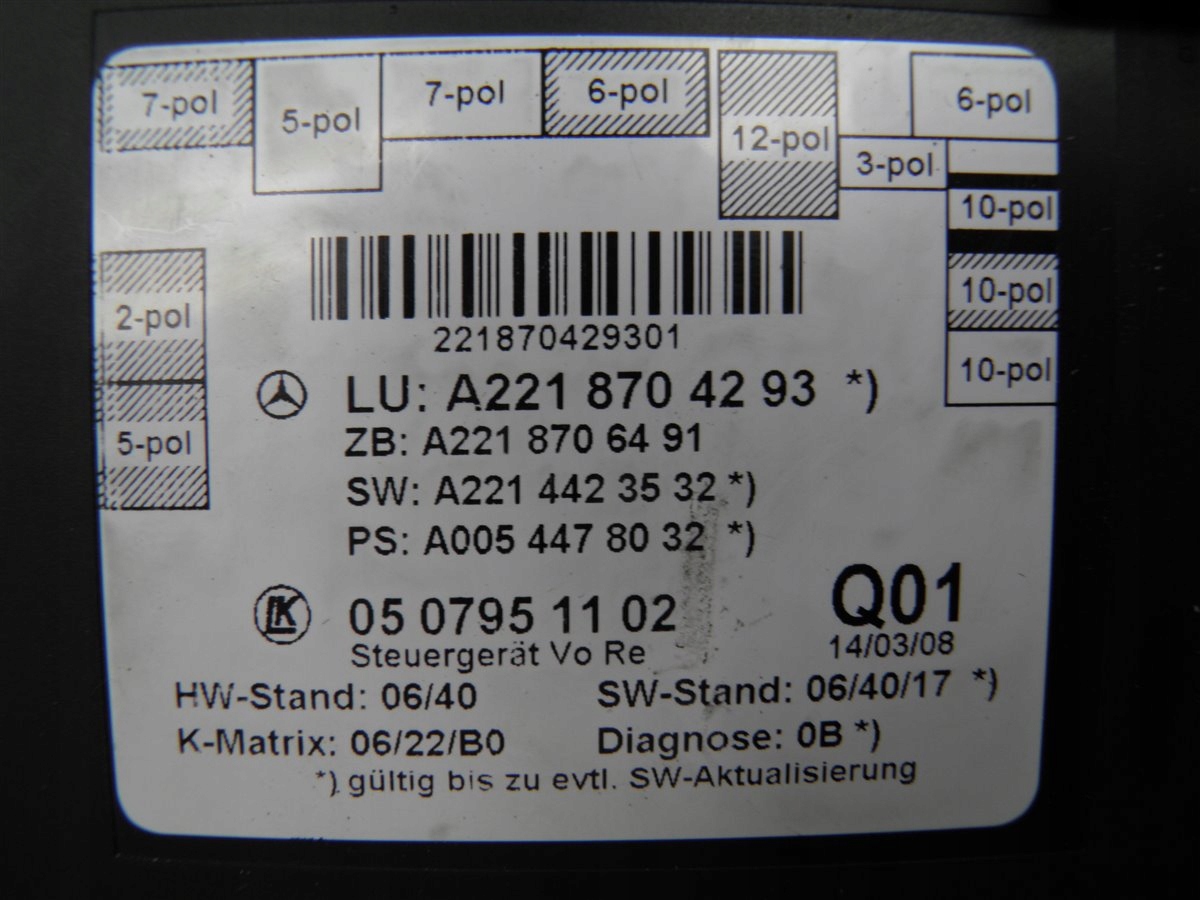 7-pol
5-pol
7-pol
6-pol
12-pol
3-pol
6-pol
10-pol
10-pol
10-pol
2-pol
5-pol
221870429301
LU: A221 870 42 93 *)
ZB: A221 870 64 91
SW: A221 442 35 32 *)
PS: A005 447 80 32 *)
LK 05 0795 11 02
Q01
Steuergerät Vo Re
14/03/08
HW-Stand: 06/40 SW-Stand: 06/40/17 *)
K-Matrix: 06/22/B0 Diagnose: 0B *)
*) gültig bis zu evtl. SW-Aktualisierung